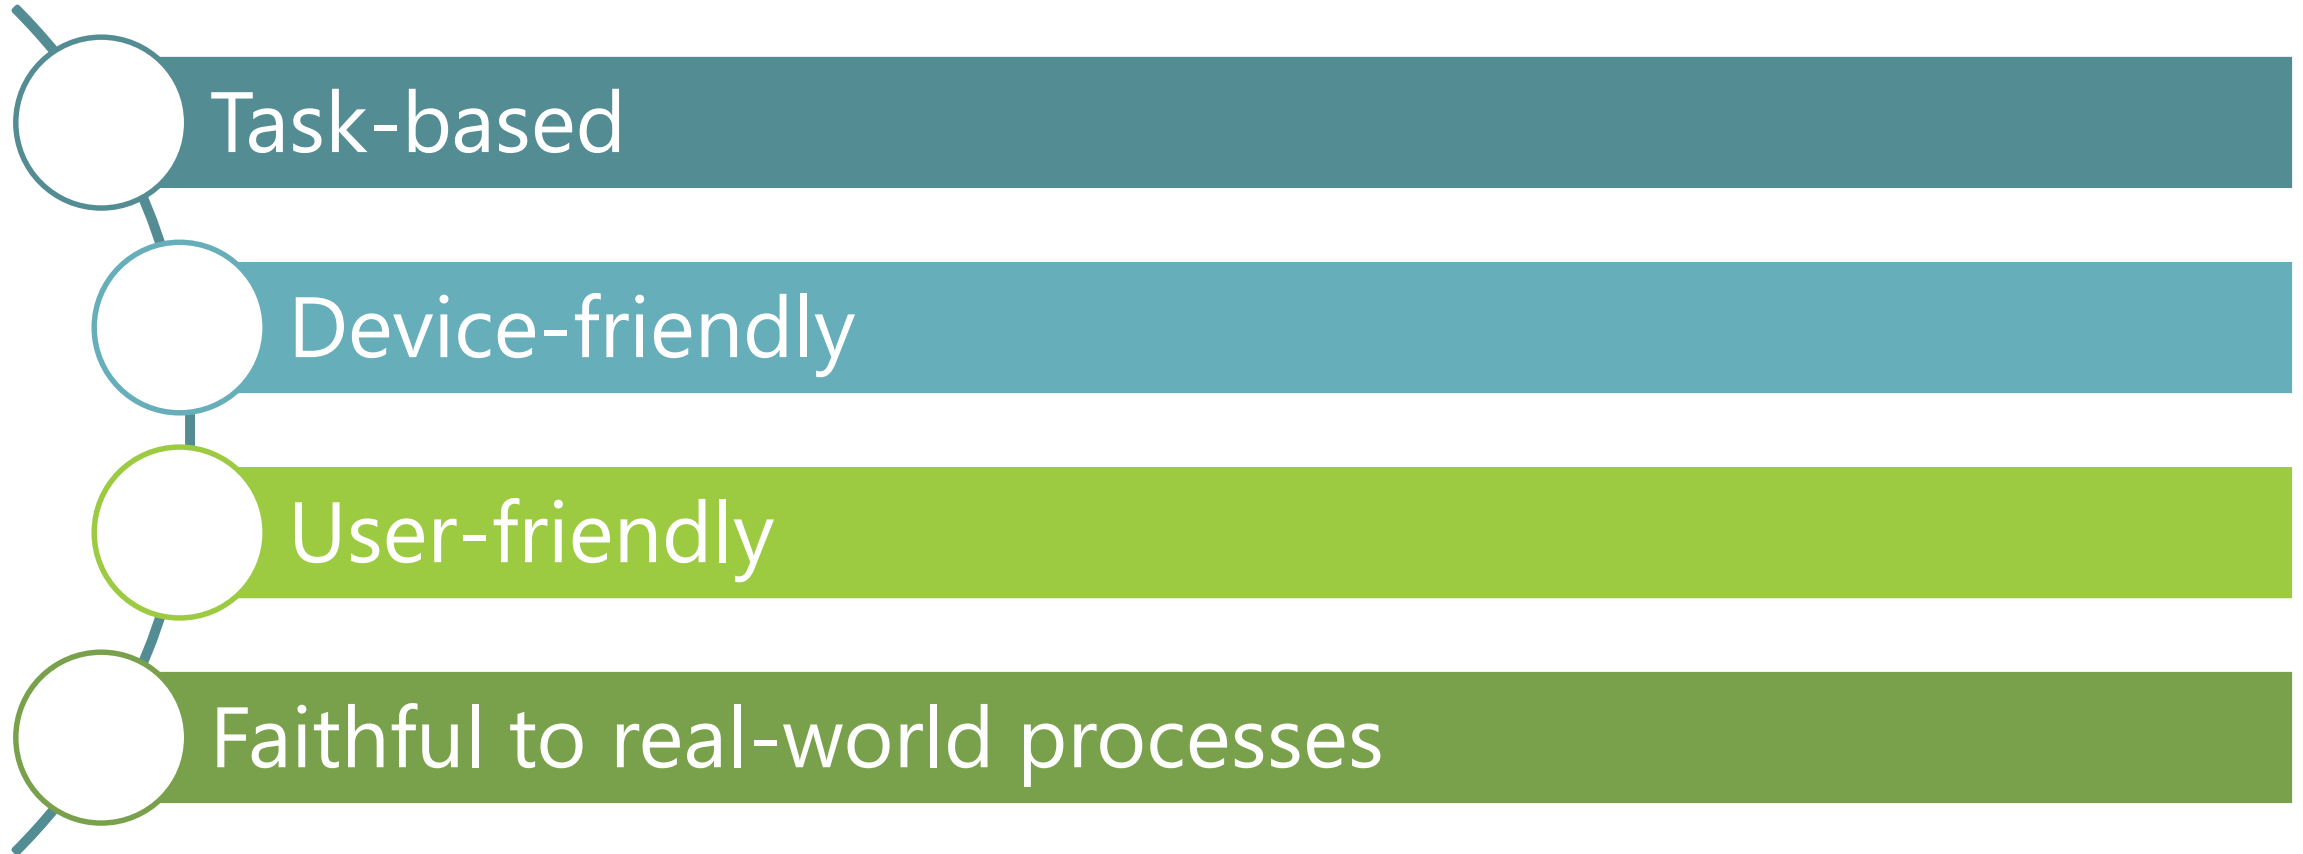 Task-based
Device-friendly
User-friendly
Faithful to real-world processes